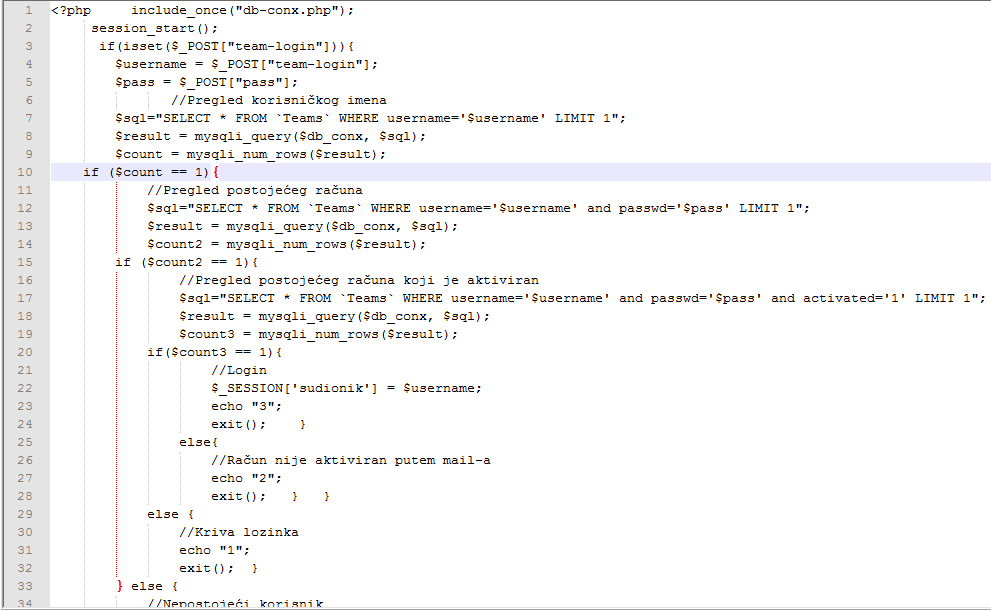 1 <?php     include_once("db-conx.php");
2      session_start();
3       if(isset($_POST["team-login"])){
4         $username = $_POST["team-login"];
5         $pass = $_POST["pass"];
6                //Pregled korisničkog imena
7         $sql="SELECT * FROM `Teams` WHERE username='$username' LIMIT 1";
8         $result = mysqli_query($db_conx, $sql);
9         $count = mysqli_num_rows($result);
10     if ($count == 1){
11             //Pregled postojećeg računa
12             $sql="SELECT * FROM `Teams` WHERE username='$username' and passwd='$pass' LIMIT 1";
13             $result = mysqli_query($db_conx, $sql);
14             $count2 = mysqli_num_rows($result);
15         if ($count2 == 1){
16                 //Pregled postojećeg računa koji je aktiviran
17                 $sql="SELECT * FROM `Teams` WHERE username='$username' and passwd='$pass' and activated='1' LIMIT 1";
18                 $result = mysqli_query($db_conx, $sql);
19                 $count3 = mysqli_num_rows($result);
20             if($count3 == 1){
21                     //Login
22                     $_SESSION['sudionik'] = $username;
23                     echo "3";
24                     exit();    }
25                 else{
26                     //Račun nije aktiviran putem mail-a
27                     echo "2";
28                     exit();   }   }
29             else {
30                 //Kriva lozinka
31                 echo "1";
32                 exit();  }
33         } else {
34             //Nepostojeći korisnik